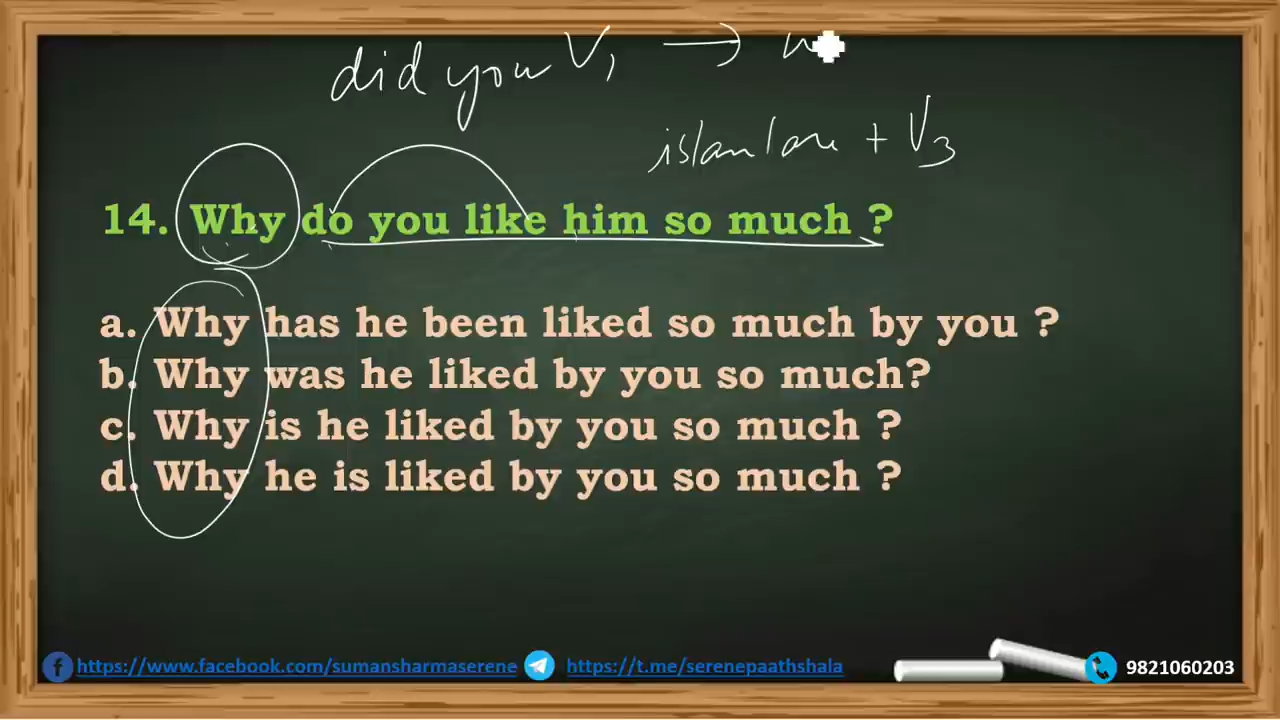 did you V1 →
is/am/are + V3
14. Why do you like him so much ?
a. Why has he been liked so much by you ?
b. Why was he liked by you so much?
c. Why is he liked by you so much ?
d. Why he is liked by you so much ?
https://www.facebook.com/sumansharmaserene https://t.me/serenepaathshala 9821060203